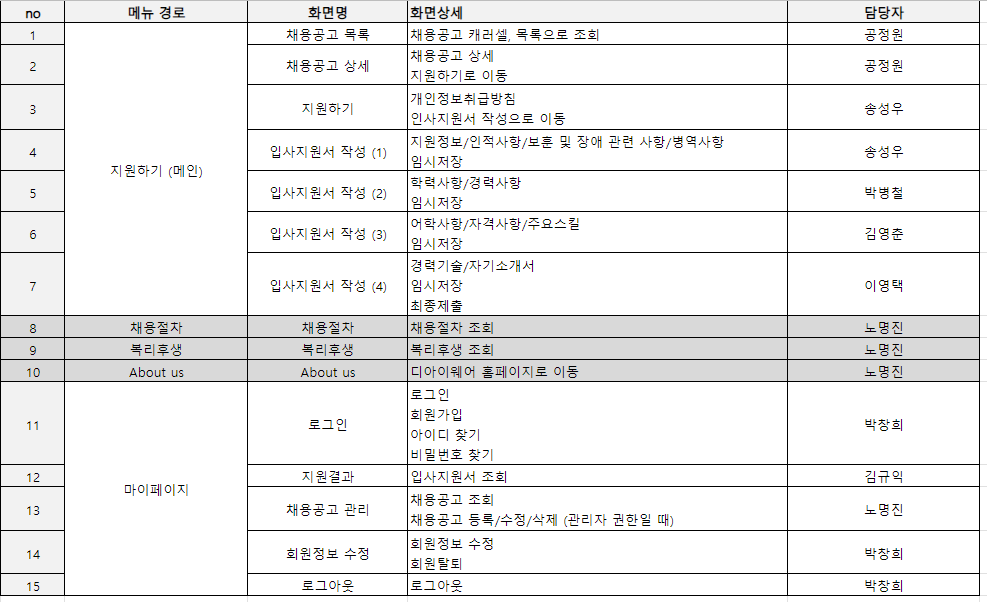 no 메뉴 경로 화면명 화면상세 담당자
1 채용공고 목록 채용공고 캐러셀, 목록으로 조회 공정원
2 채용공고 상세 채용공고 상세 공정원
지원하기로 이동
3 지원하기 개인정보취급방침 송성우
인사지원서 작성으로 이동
지원하기 (메인)
4 입사지원서 작성 (1) 지원정보/인적사항/보훈 및 장애 관련 사항/병역사항 송성우
임시저장
5 입사지원서 작성 (2) 학력사항/경력사항 박병철
임시저장
6 입사지원서 작성 (3) 어학사항/자격사항/주요스킬 김영춘
임시저장
7 입사지원서 작성 (4) 경력기술/자기소개서 이영택
임시저장
최종제출
8 채용절차 채용절차 채용절차 조회 노명진
9 복리후생 복리후생 복리후생 조회 노명진
10 About us About us 디아이웨어 홈페이지로 이동 노명진
11 로그인 로그인 박창희
회원가입
아이디 찾기
비밀번호 찾기
마이페이지
12 지원결과 입사지원서 조회 김규익
13 채용공고 관리 채용공고 조회 노명진
채용공고 등록/수정/삭제 (관리자 권한일 때)
14 회원정보 수정 회원정보 수정 박창희
회원탈퇴
15 로그아웃 로그아웃 박창희